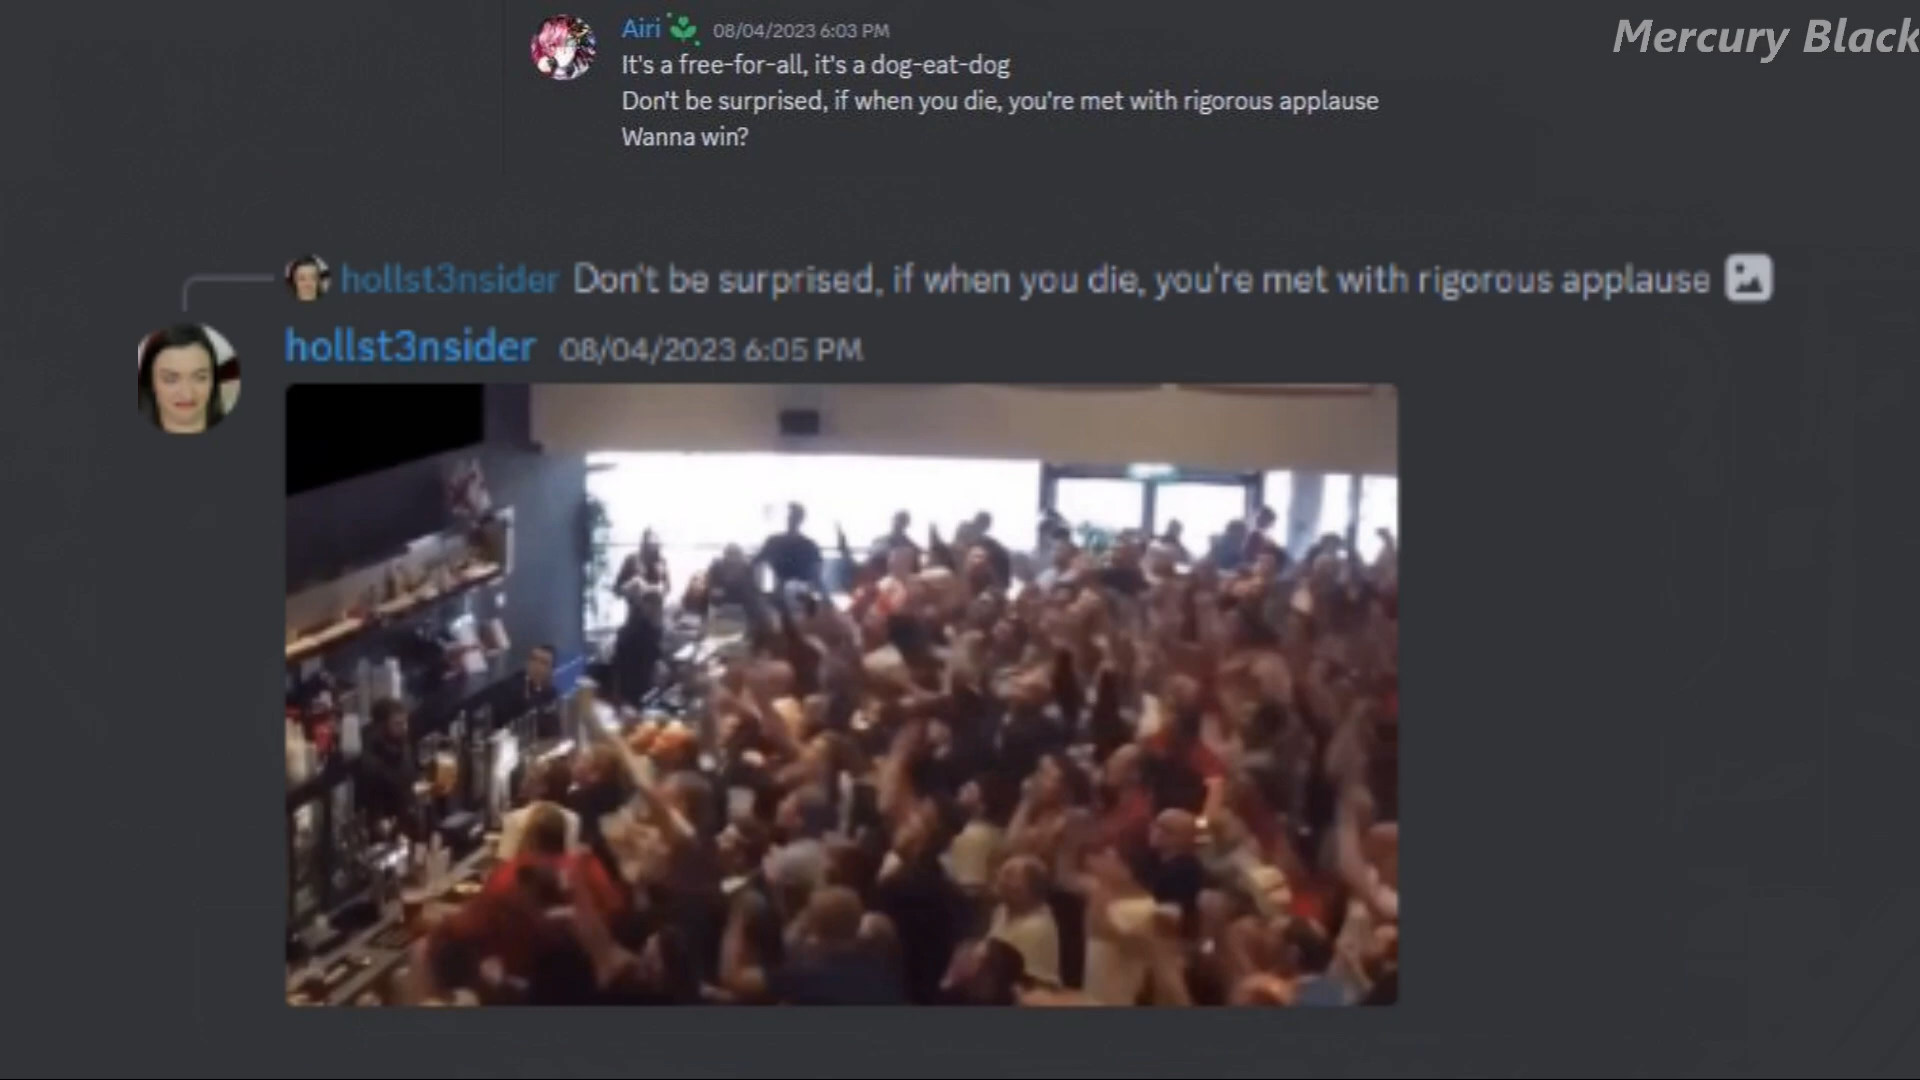 Mercury Black
Airi 08/04/2023 6:03 PM
It's a free-for-all, it's a dog-eat-dog
Don't be surprised, if when you die, you're met with rigorous applause
Wanna win?
hollst3nsider Don't be surprised, if when you die, you're met with rigorous applause
hollst3nsider 08/04/2023 6:05 PM